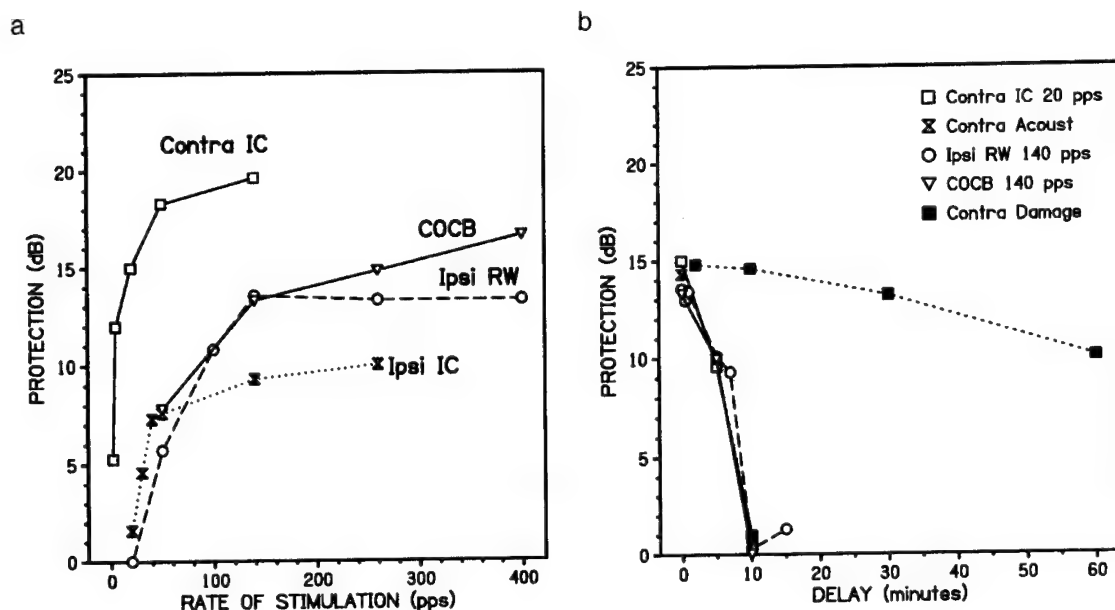 a
PROTECTION (dB)
25
20
15
10
5
0
Contra IC
COCB
Ipsi RW
Ipsi IC
0 100 200 300 400
RATE OF STIMULATION (pps)
b
PROTECTION (dB)
25
20
15
10
5
0
Contra IC 20 pps
Contra Acoust
Ipsi RW 140 pps
COCB 140 pps
Contra Damage
0 10 20 30 40 50 60
DELAY (minutes)